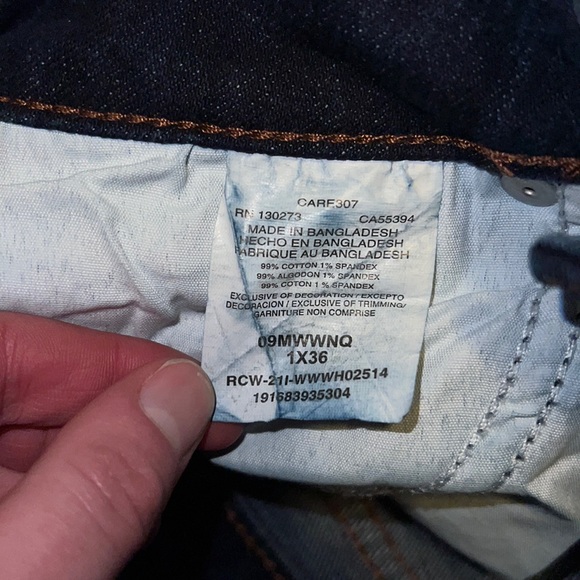 CARF307
RN 130273 CA55394
MADE IN BANGLADESH
HECHO EN BANGLADESH
FABRIQUE AU BANGLADESH
99% COTTON 1% SPANDEX
99% ALGODON 1% SPANDEX
99% COTON 1% SPANDEX
EXCLUSIVE OF DECORATION / EXCEPTO
DECORACION / EXCLUSIVE OF TRIMMING/
GARNITURE NON COMPRISE
09MWWNQ
1X36
RCW-21I-WWWH02514
191683935304